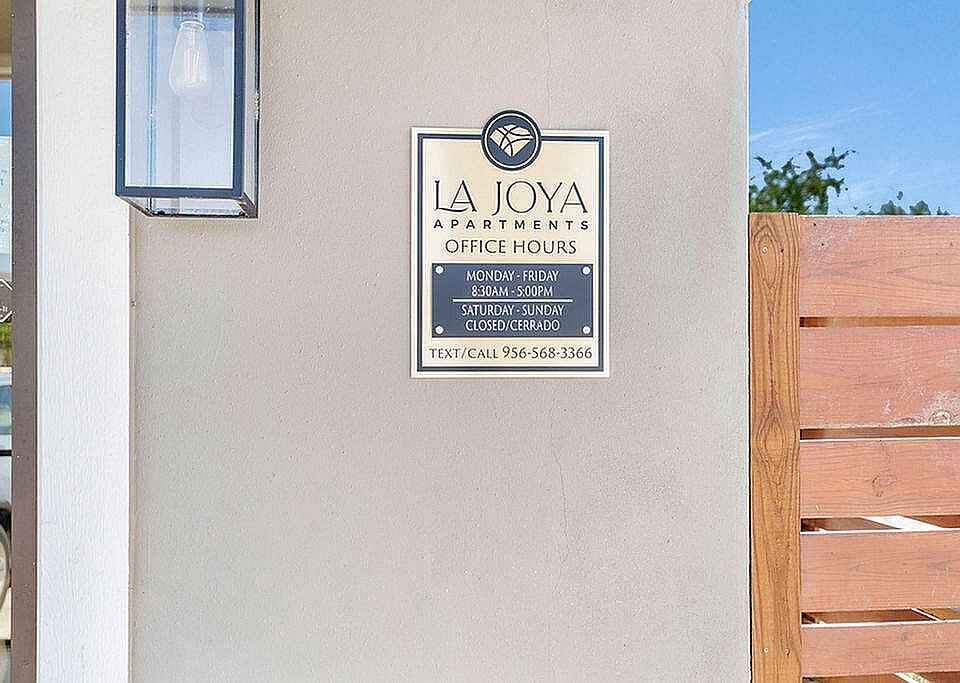 LA JOYA
APARTMENTS
OFFICE HOURS
MONDAY - FRIDAY
8:30AM - 5:00PM
SATURDAY - SUNDAY
CLOSED/CERRADO
TEXT/CALL 956-568-3366